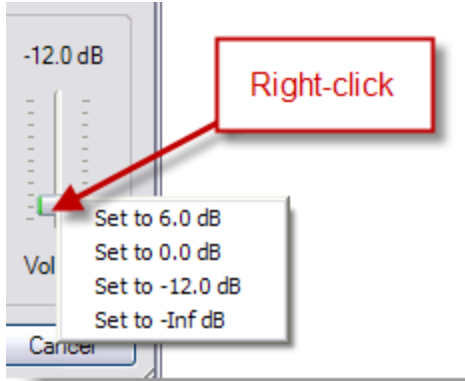 -12.0 dB
Right-click
Set to 6.0 dB
Set to 0.0 dB
Set to -12.0 dB
Set to -Inf dB
Vol
Cancel